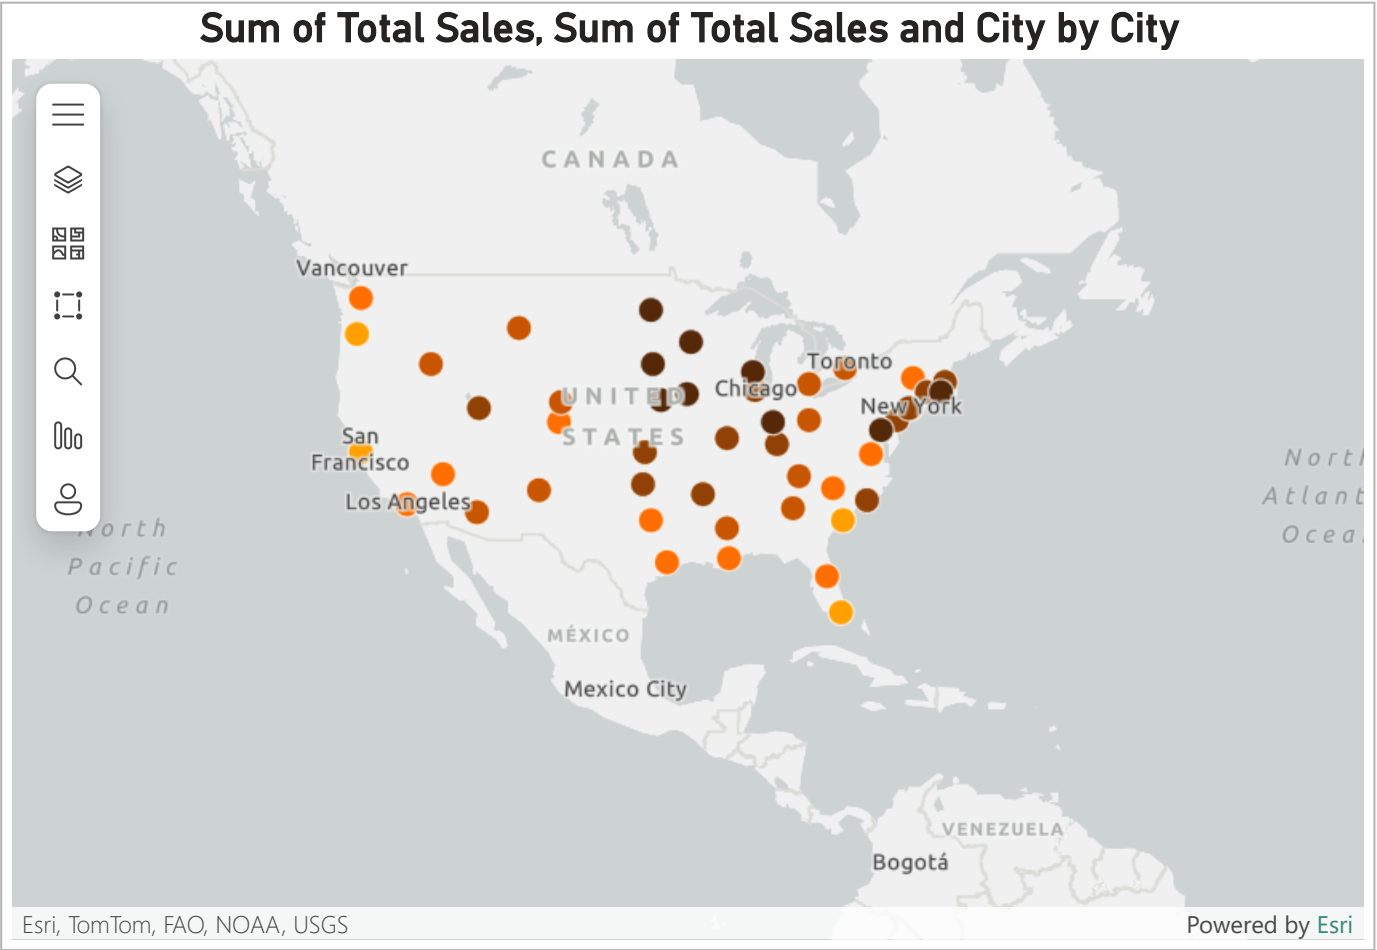 Sum of Total Sales, Sum of Total Sales and City by City
CANADA
Vancouver
Toronto
Chicago
UNITED
STATES
New York
San
Francisco
Los Angeles
North
Pacific
Ocean
North
Atlant
Ocea
MÉXICO
Mexico City
VENEZUELA
Bogotá
Esri, TomTom, FAO, NOAA, USGS
Powered by Esri